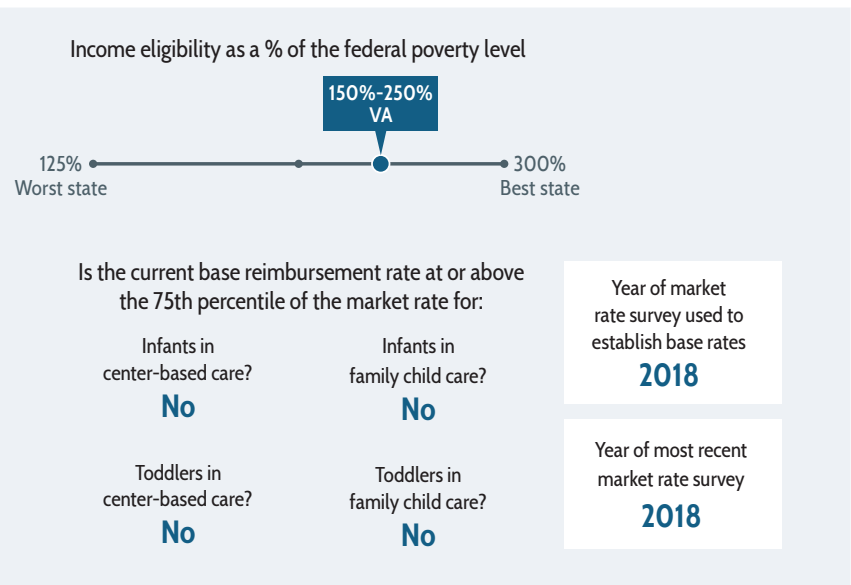 Income eligibility as a % of the federal poverty level
150%-250%
VA
125%
Worst state
300%
Best state
Is the current base reimbursement rate at or above
the 75th percentile of the market rate for:
Infants in
center-based care?
No
Infants in
family child care?
No
Toddlers in
center-based care?
No
Toddlers in
family child care?
No
Year of market
rate survey used to
establish base rates
2018
Year of most recent
market rate survey
2018